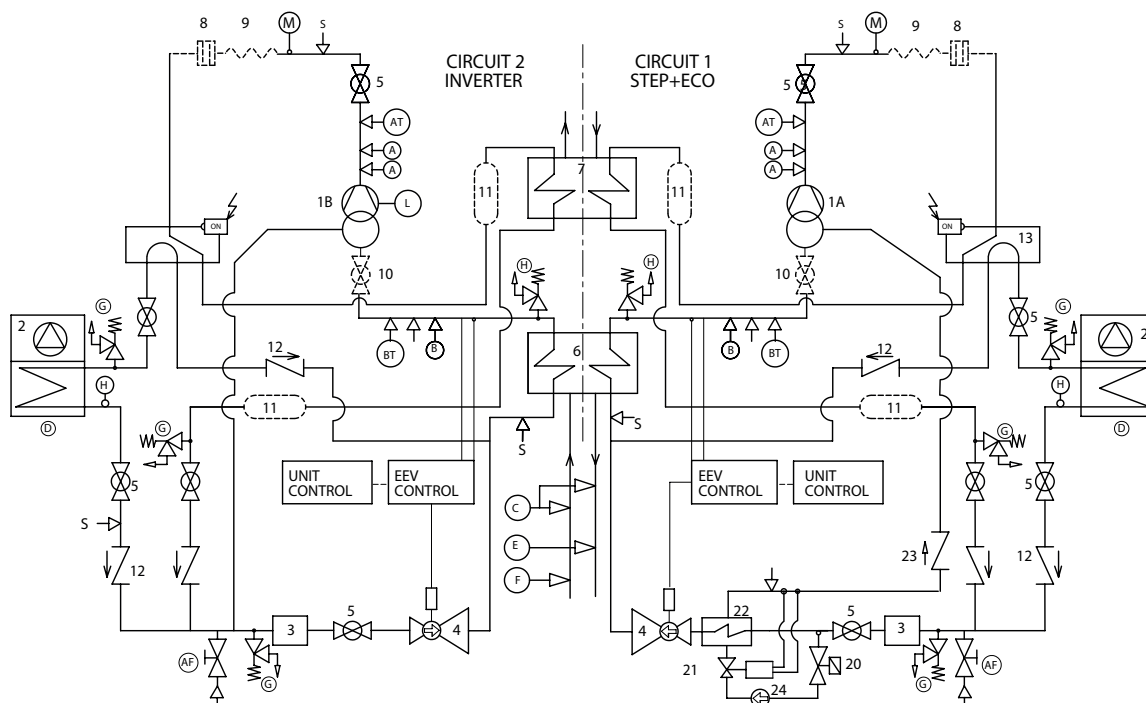 8 9 M S
S M 9 8
CIRCUIT 2
INVERTER
CIRCUIT 1
STEP+ECO
5 5
AT AT
A A
A A
7
11 11
1B L 1A
ON ON
13
10 10
H H
G G
2 5 2
BT B B BT
12 6 12
H H
11 11
D D
G S S G
5 5
UNIT
CONTROL
EEV
CONTROL
EEV
CONTROL
UNIT
CONTROL
S C
E
F
12 23 12
3 5 4 4 22 5 3
AF G 21 20 G AF
24